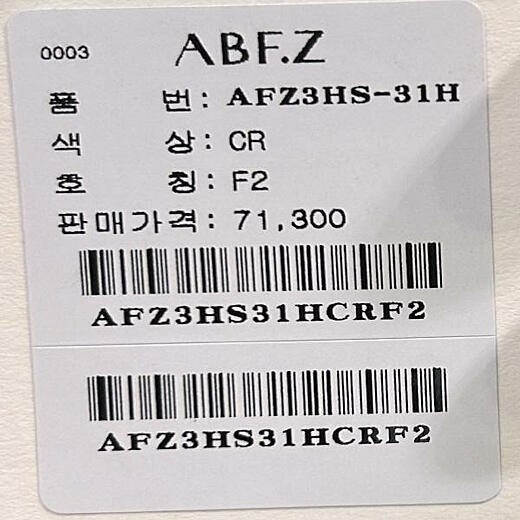 0003 ABF.Z
품 번: AFZ3HS-31H
색 상: CR
호 칭: F2
판매가격: 71,300
AFZ3HS31HCRF2
AFZ3HS31HCRF2